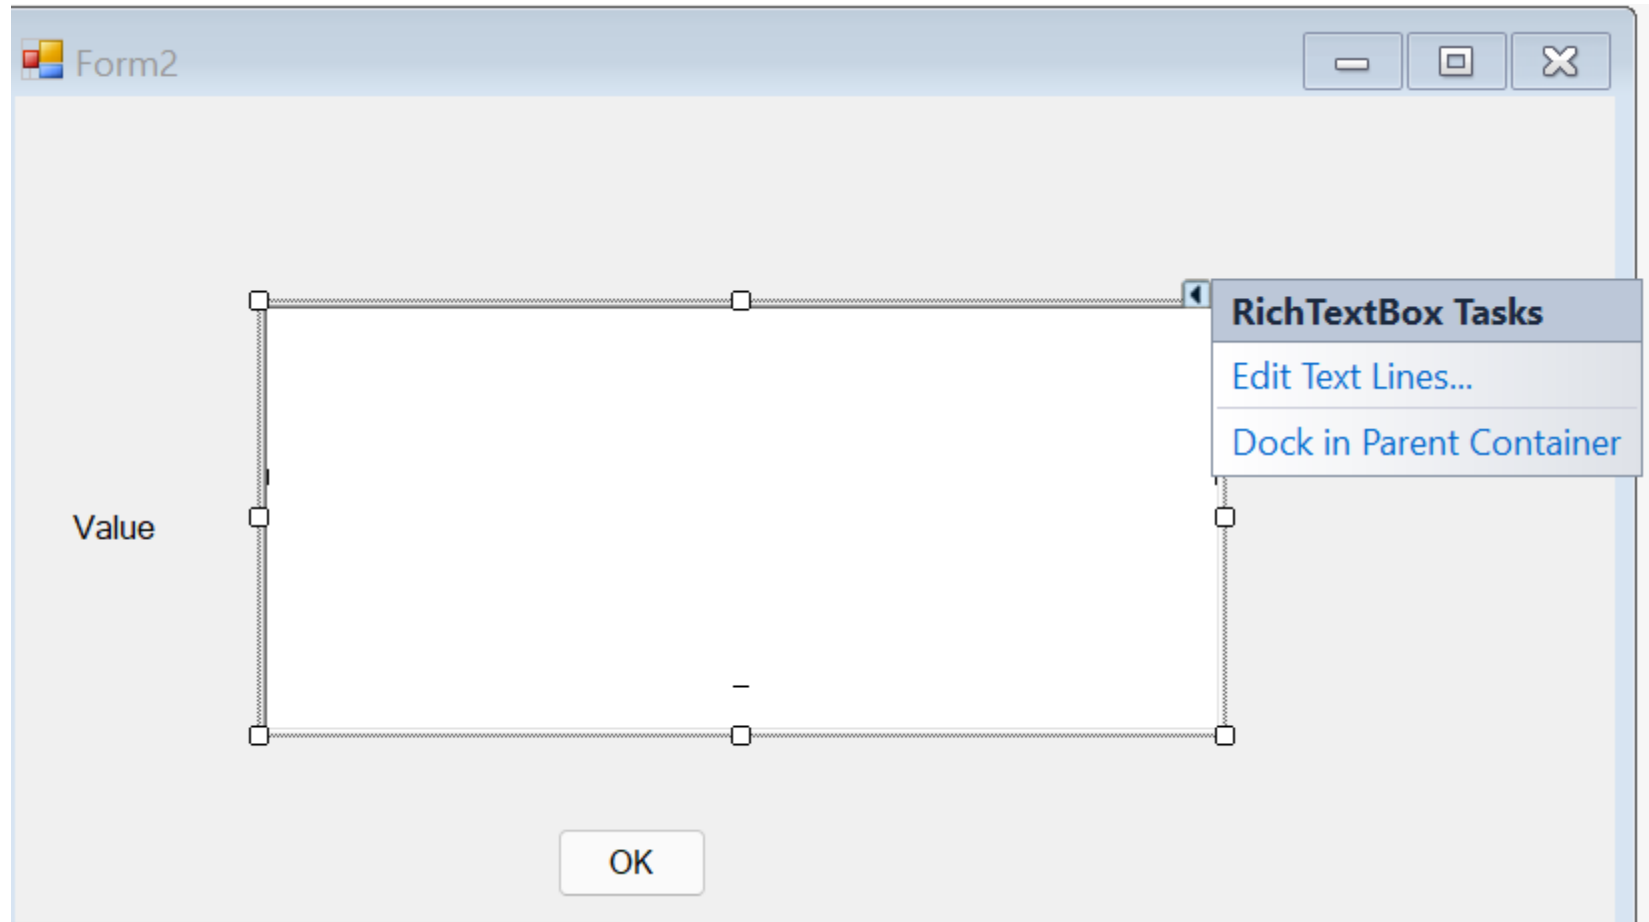 Form2
RichTextBox Tasks
Edit Text Lines...
Dock in Parent Container
Value
OK